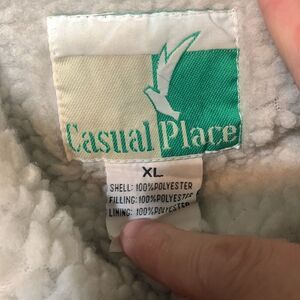 Casual Place
XL
SHELL: 100%POLYESTER
FILLING: 100%POLYESTER
LINING: 100%POLYESTER